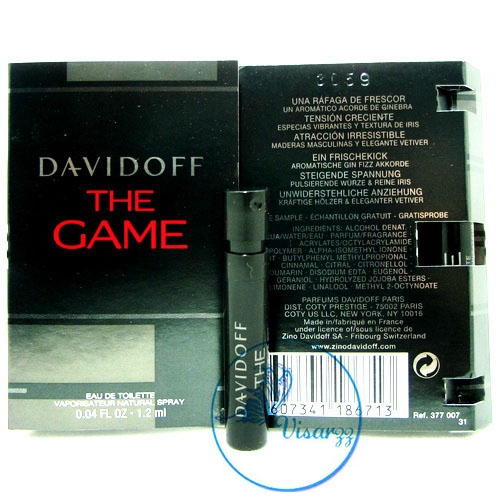 DAVIDOFF
THE
GAME
EAU DE TOILETTE
VAPORISATEUR NATURAL SPRAY
0.04 FL OZ - 1.2 ml
DAVIDOFF
THE
3059
UNA RÁFAGA DE FRESCOR
UN AROMÁTICO ACORDE DE GINEBRA
TENSIÓN CRECIENTE
ESPECIAS VIBRANTES Y TEXTURA DE IRIS
ATRACCIÓN IRRESISTIBLE
MADERAS MASCULINAS Y ELEGANTE VETIVER
EIN FRISCHEKICK
AROMATISCHE GIN FIZZ AKKORDE
STEIGENDE SPANNUNG
PULSIERENDE WÜRZE & REINE IRIS
UNWIDERSTEHLICHE ANZIEHUNG
KRÄFTIGE HÖLZER & ELEGANTER VETIVER
E SAMPLE - ÉCHANTILLON GRATUIT - GRATISPROBE
INGREDIENTS: ALCOHOL DENAT.
QUA/WATER/EAU - PARFUM/FRAGRANCE
ACRYLATES/OCTYLACRYLAMIDE
POLYMER - ALPHA-ISOMETHYL IONONE
BUTYLPHENYL METHYLPROPIONAL
CINNAMAL - CITRAL - CITRONELLOL
OUMARIN - DISODIUM EDTA - EUGENOL
GERANIOL - HYDROLYZED JOJOBA ESTERS
LIMONENE - LINALOOL - METHYL 2-OCTYNOATE
PARFUMS DAVIDOFF PARIS
DIST. COTY PRESTIGE - 75002 PARIS
COTY US LLC, NEW YORK, NY 10016
Made in/fabriqué en France
under licence of/sous licence de
Zino Davidoff SA - Fribourg Switzerland
www.zinodavidoff.com
607341 186713
Ref. 377 007
31
Visarzz